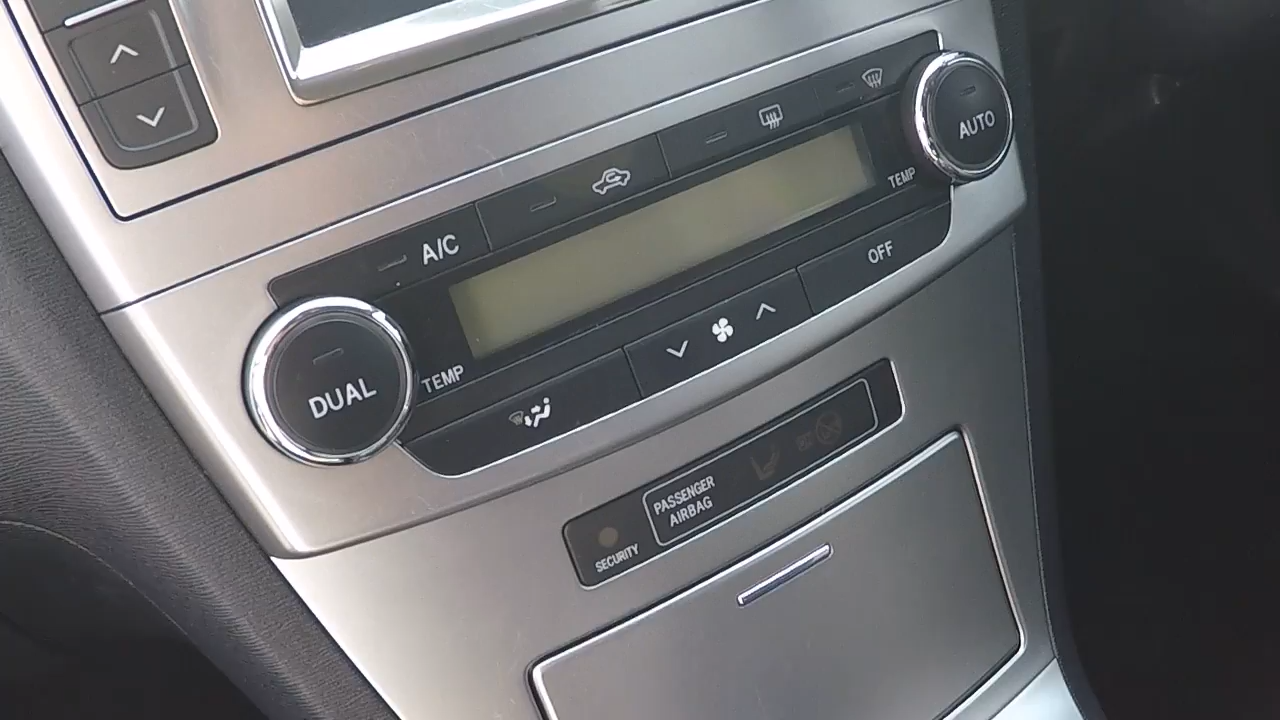 AUTO
TEMP
A/C
OFF
DUAL
TEMP
PASSENGER
AIRBAG
SECURITY